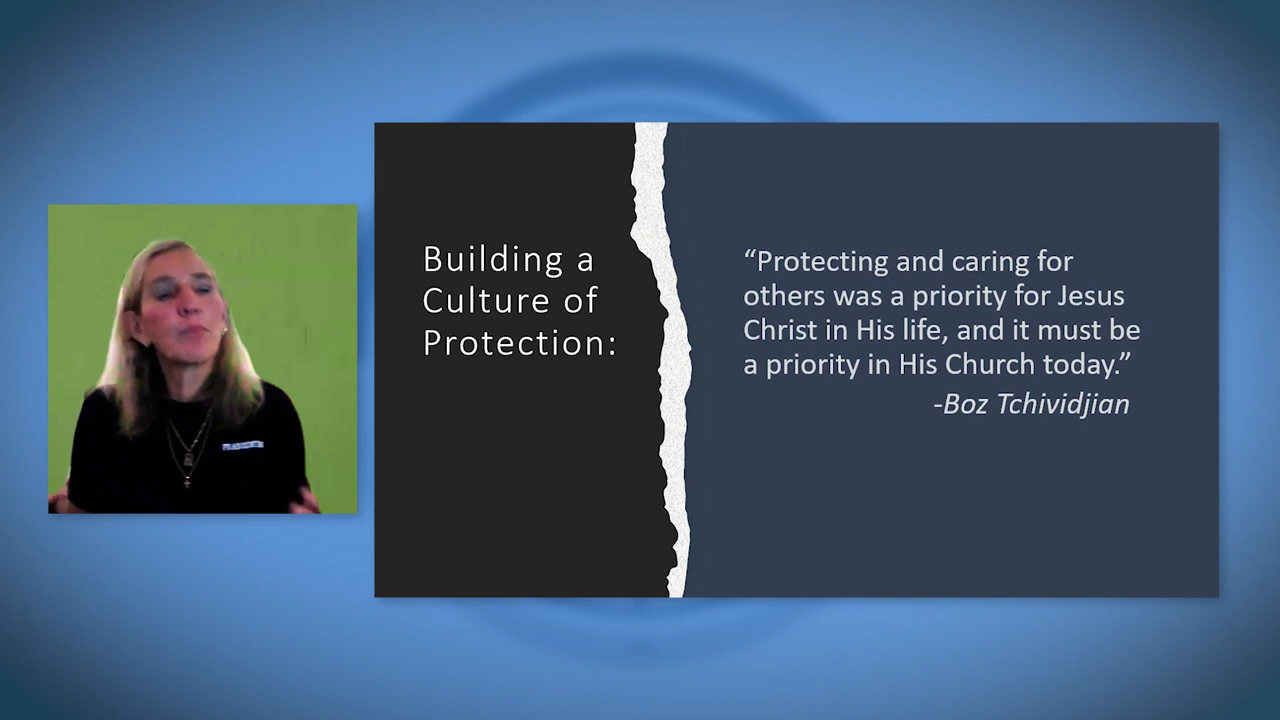 Building a
Culture of
Protection:
“Protecting and caring for
others was a priority for Jesus
Christ in His life, and it must be
a priority in His Church today.”
-Boz Tchividjian